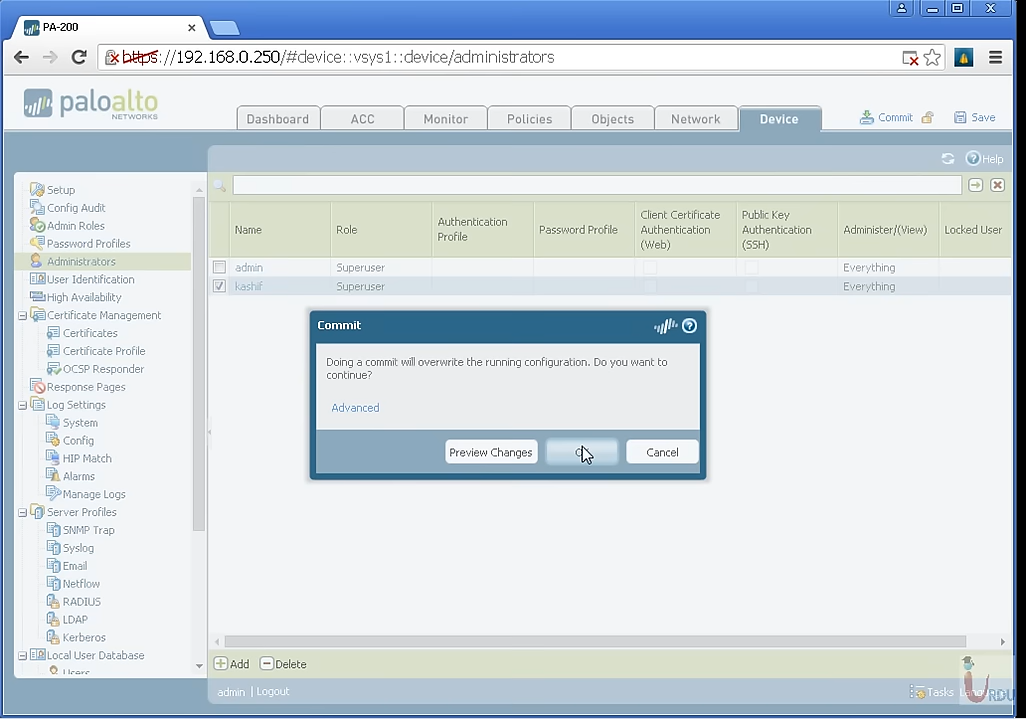 PA-200
https://192.168.0.250/#device::vsys1::device/administrators
paloalto
NETWORKS
Dashboard
ACC
Monitor
Policies
Objects
Network
Device
Commit
Save
Help
Setup
Config Audit
Admin Roles
Password Profiles
Administrators
User Identification
High Availability
Certificate Management
Certificates
Certificate Profile
OCSP Responder
Response Pages
Log Settings
System
Config
HIP Match
Alarms
Manage Logs
Server Profiles
SNMP Trap
Syslog
Email
Netflow
RADIUS
LDAP
Kerberos
Local User Database
Users
Name
Role
Authentication
Profile
Password Profile
Client Certificate
Authentication
(Web)
Public Key
Authentication
(SSH)
Administer/(View)
Locked User
admin Superuser Everything
kashif Superuser Everything
Commit
Doing a commit will overwrite the running configuration. Do you want to
continue?
Advanced
Preview Changes
Cancel
Add
Delete
admin | Logout
Tasks
URDU